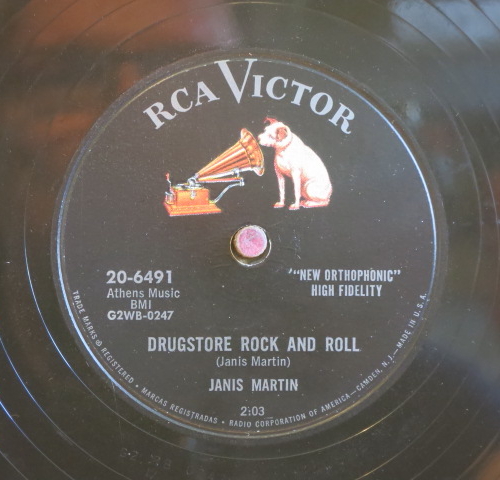 RCA VICTOR
20-6491
Athens Music
BMI
G2WB-0247
"NEW ORTHOPHONIC"
HIGH FIDELITY
DRUGSTORE ROCK AND ROLL
(Janis Martin)
JANIS MARTIN
2:03
TRADE MARKS ® REGISTERED • MARCAS REGISTRADAS • RADIO CORPORATION OF AMERICA—CAMDEN, N.J.—MADE IN U.S.A.